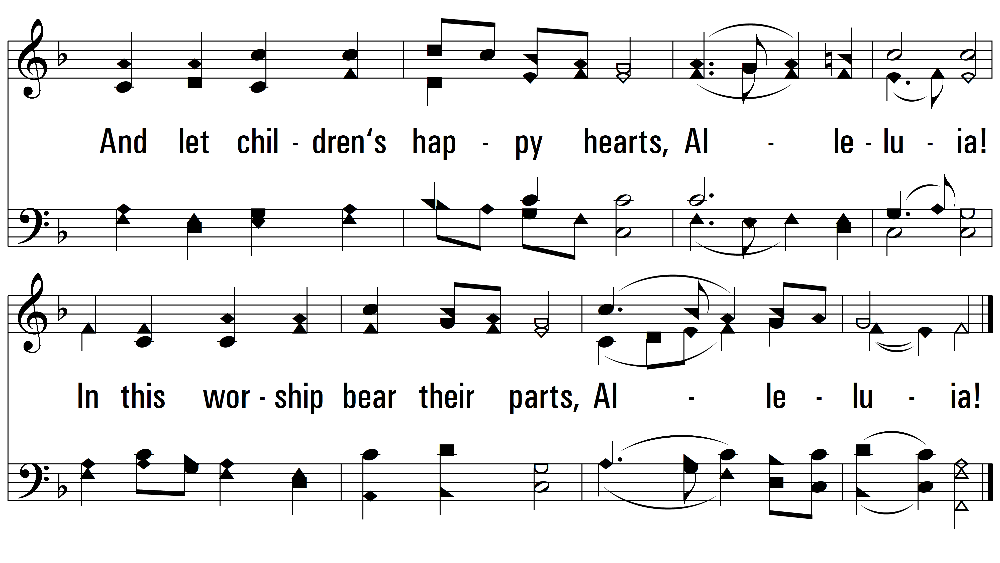 And let chil - dren‘s hap - py hearts, Al - le - lu - ia!
In this wor - ship bear their parts, Al - le - lu - ia!